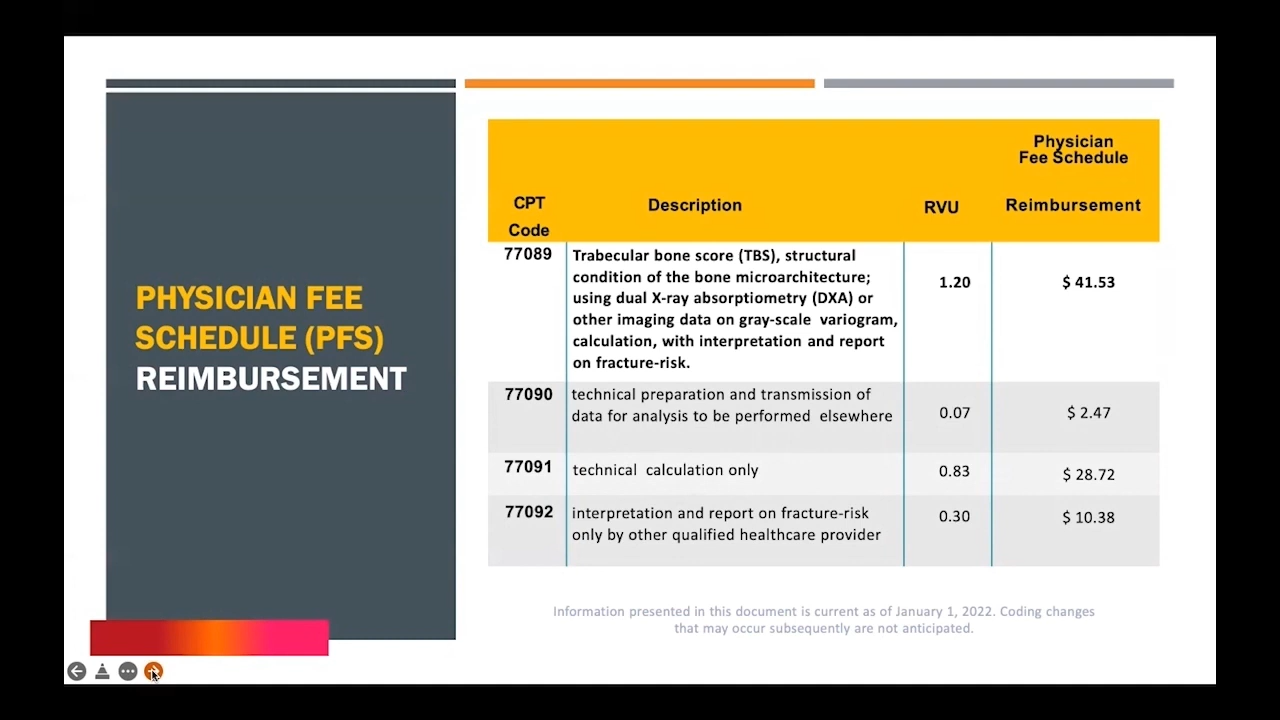 PHYSICIAN FEE
SCHEDULE (PFS)
REIMBURSEMENT
Physician
Fee Schedule
CPT
Code
Description
RVU
Reimbursement
77089
Trabecular bone score (TBS), structural
condition of the bone microarchitecture;
using dual X-ray absorptiometry (DXA) or
other imaging data on gray-scale variogram,
calculation, with interpretation and report
on fracture-risk.
1.20
$ 41.53
77090
technical preparation and transmission of
data for analysis to be performed elsewhere
0.07
$ 2.47
77091
technical calculation only
0.83
$ 28.72
77092
interpretation and report on fracture-risk
only by other qualified healthcare provider
0.30
$ 10.38
Information presented in this document is current as of January 1, 2022. Coding changes
that may occur subsequently are not anticipated.